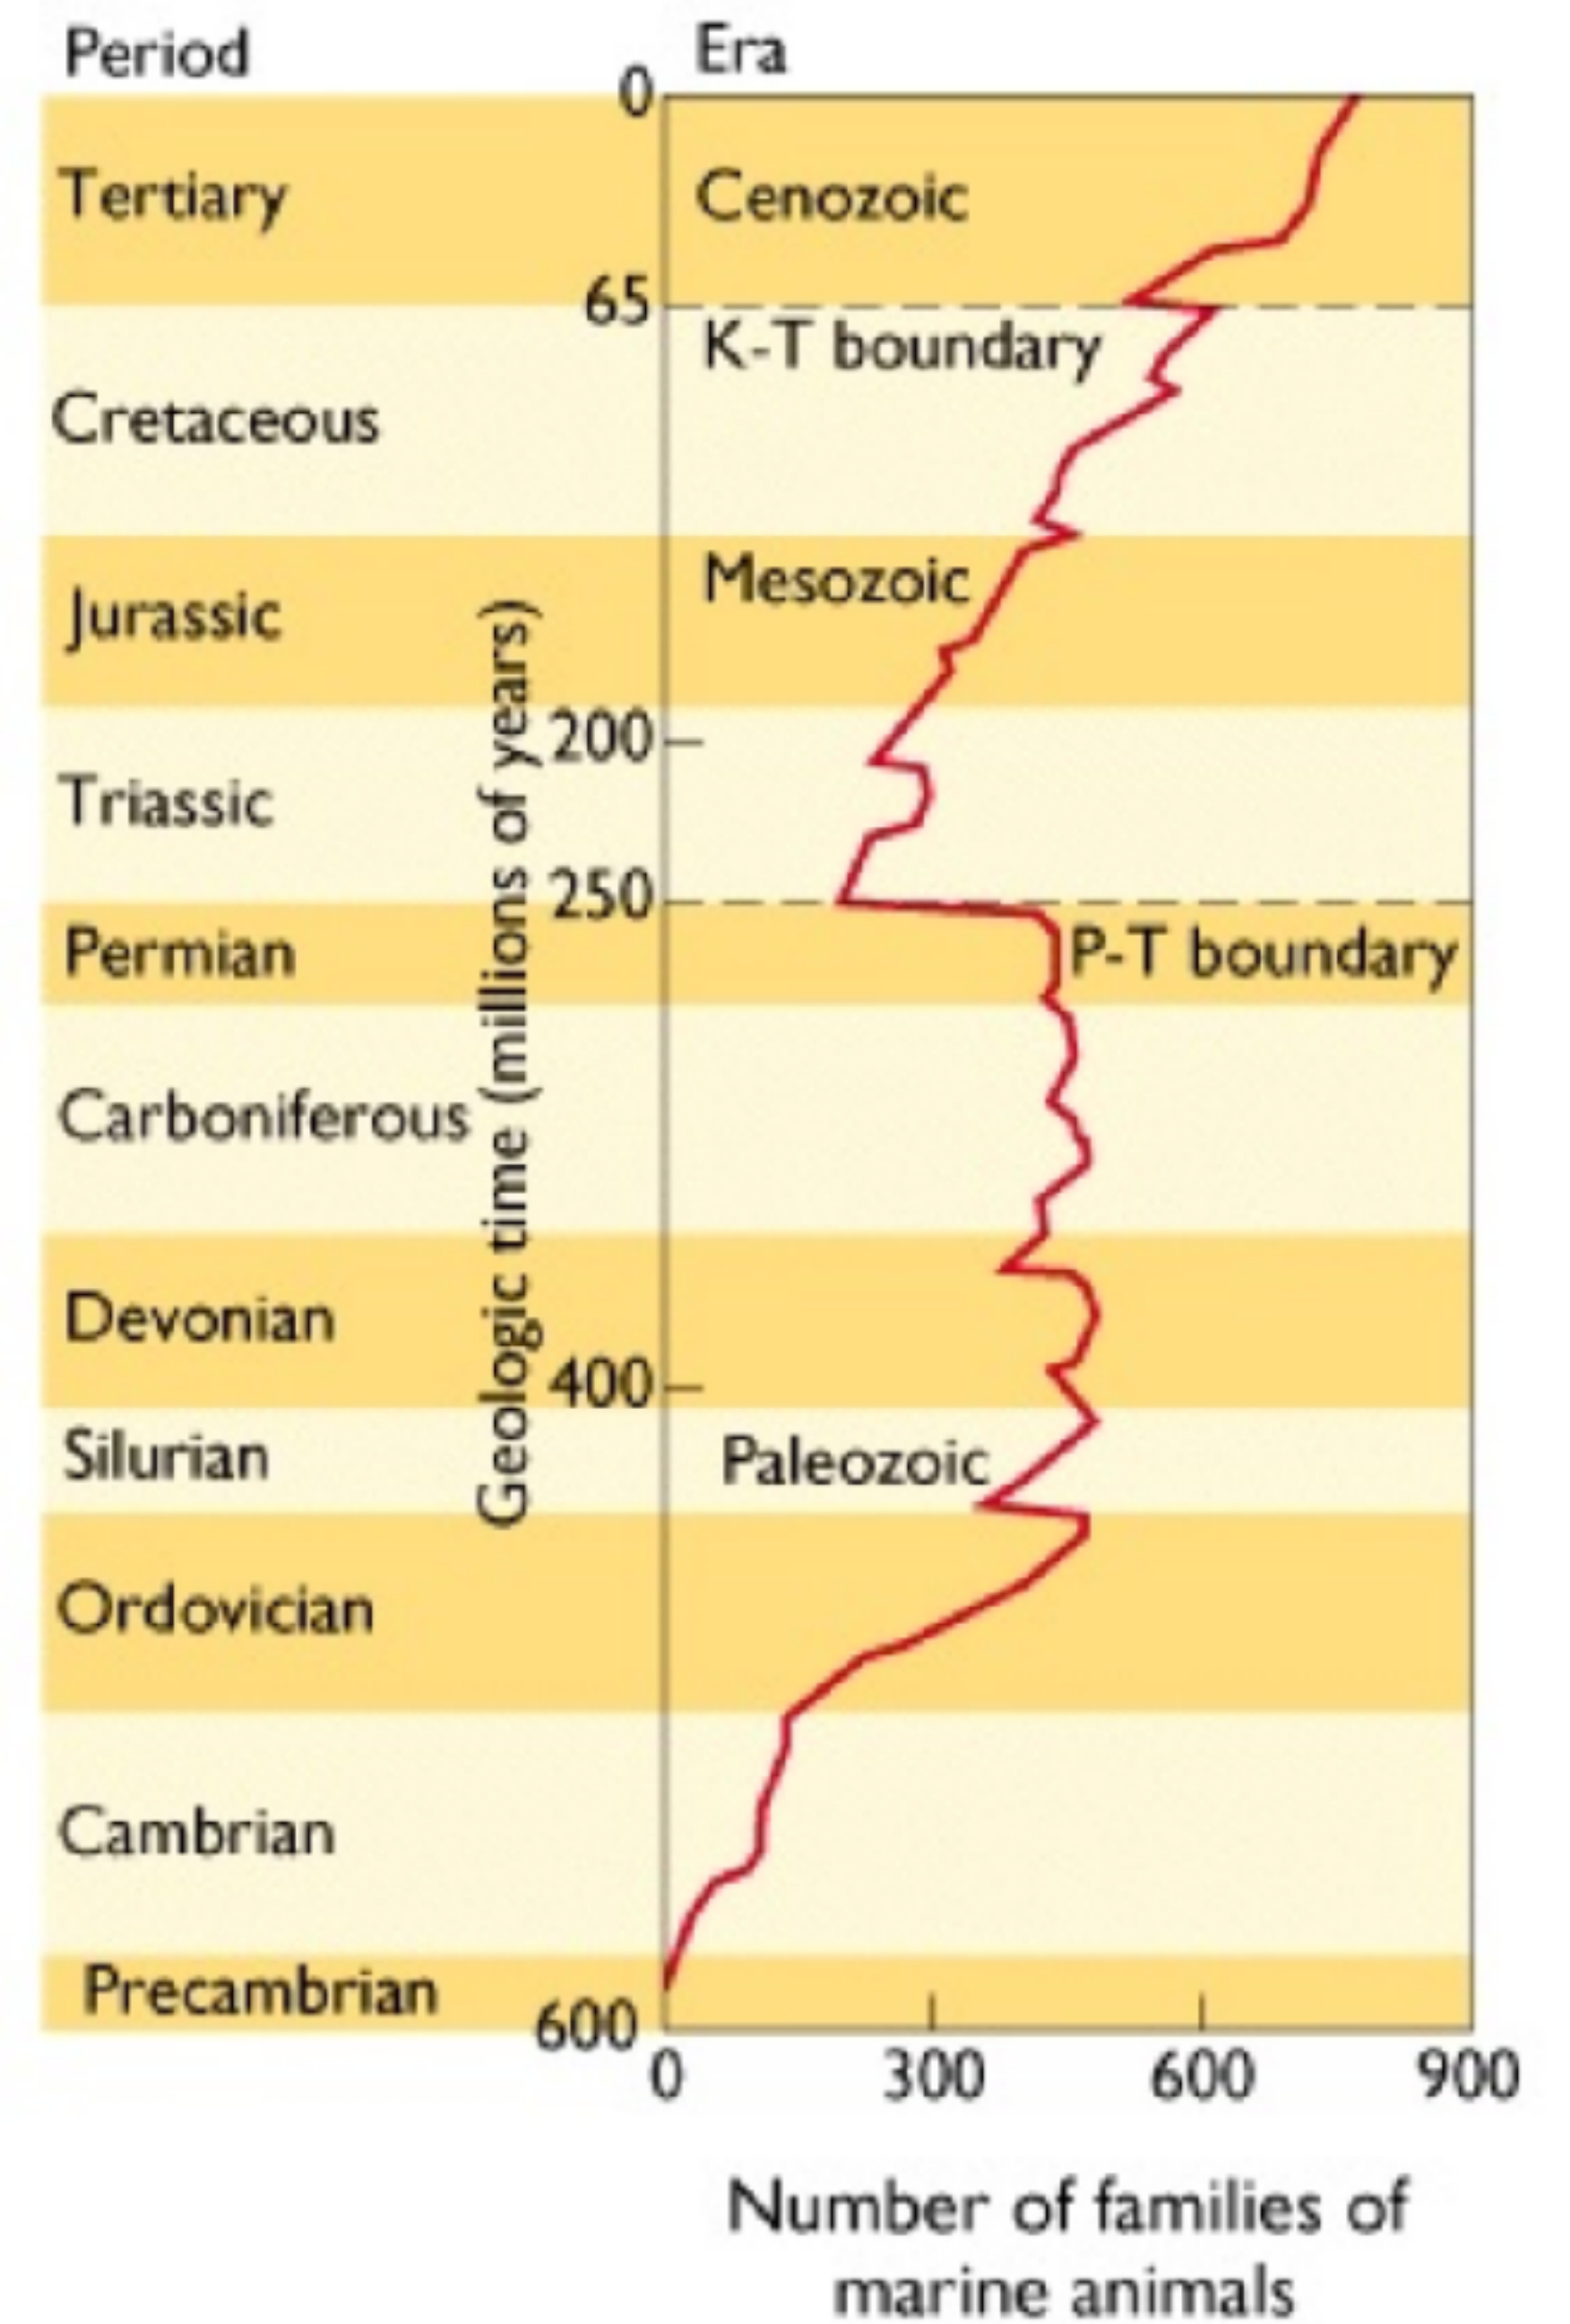 Period
Era
0
Tertiary
Cenozoic
65
K-T boundary
Cretaceous
Mesozoic
Jurassic
Geologic time (millions of years)
200
Triassic
250
Permian
P-T boundary
Carboniferous
Devonian
400
Silurian
Paleozoic
Ordovician
Cambrian
Precambrian
600
0 300 600 900
Number of families of
marine animals